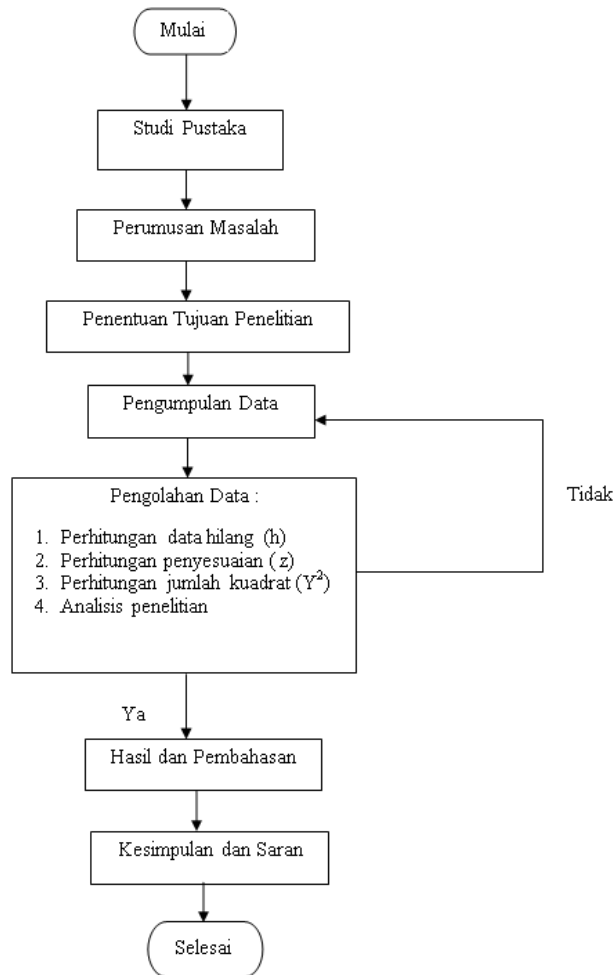 Mulai
Studi Pustaka
Perumusan Masalah
Penentuan Tujuan Penelitian
Pengumpulan Data
Pengolahan Data :
1. Perhitungan data hilang (h)
2. Perhitungan penyesuaian ( z)
3. Perhitungan jumlah kuadrat (Y²)
4. Analisis penelitian
Tidak
Ya
Hasil dan Pembahasan
Kesimpulan dan Saran
Selesai